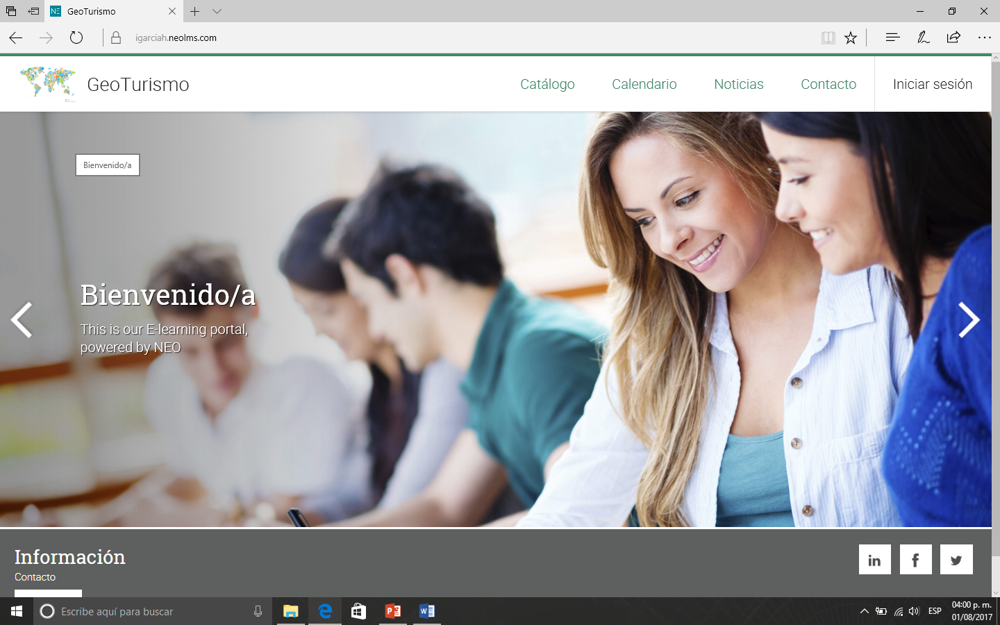 GeoTurismo
igarciah.neolms.com
GeoTurismo
Catálogo
Calendario
Noticias
Contacto
Iniciar sesión
Bienvenido/a
Bienvenido/a
This is our E-learning portal,
powered by NEO
Información
Contacto
Escribe aquí para buscar
ESP
04:00 p. m.
01/08/2017